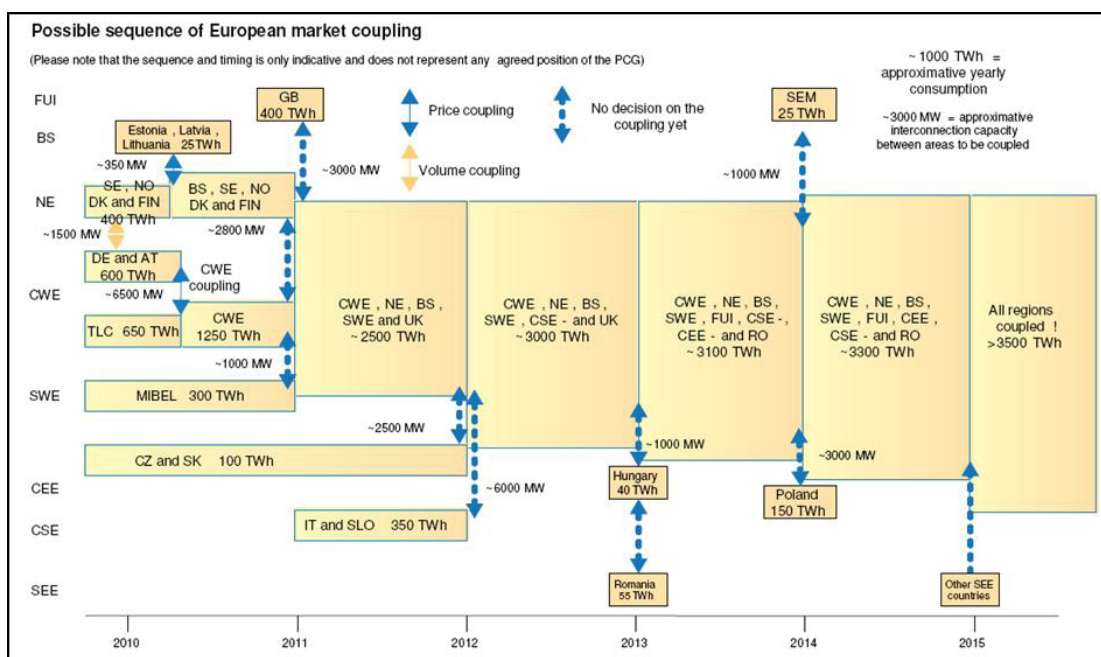 Possible sequence of European market coupling
(Please note that the sequence and timing is only indicative and does not represent any agreed position of the PCG)
~ 1000 TWh =
approximative yearly
consumption
~3000 MW = approximative
interconnection capacity
between areas to be coupled
Price coupling
Volume coupling
No decision on the
coupling yet
FUI
BS
NE
CWE
SWE
CEE
CSE
SEE
GB
400 TWh
SEM
25 TWh
Estonia , Latvia ,
Lithuania 25TWh
~350 MW
~3000 MW
~1000 MW
SE , NO
DK and FIN
400 TWh
BS , SE , NO
DK and FIN
~1500 MW
~2800 MW
DE and AT
600 TWh
CWE
coupling
~6500 MW
TLC 650 TWh
CWE
1250 TWh
~1000 MW
MIBEL 300 TWh
~2500 MW
CZ and SK 100 TWh
~6000 MW
IT and SLO 350 TWh
CWE , NE , BS ,
SWE and UK
~2500 TWh
CWE , NE , BS ,
SWE , CSE - and UK
~3000 TWh
CWE , NE , BS ,
SWE , FUI , CSE - ,
CEE - and RO
~3100 TWh
CWE , NE , BS ,
SWE , FUI , CEE ,
CSE - and RO
~3300 TWh
All regions
coupled !
>3500 TWh
~1000 MW
Hungary
40 TWh
~3000 MW
Poland
150 TWh
Romania
55 TWh
Other SEE
countries
2010
2011
2012
2013
2014
2015